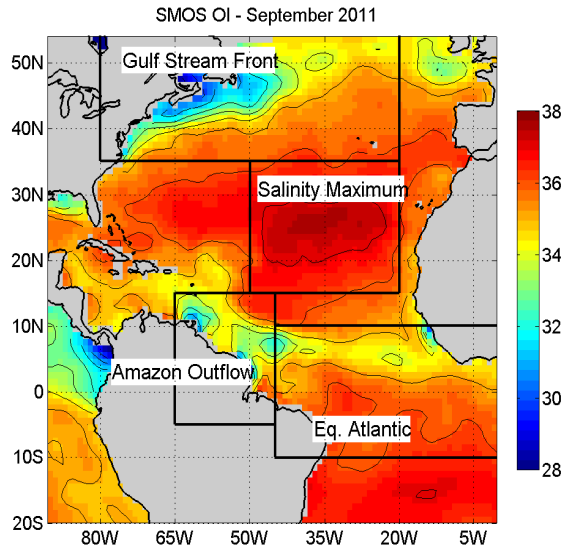 SMOS OI - September 2011
Gulf Stream Front
Salinity Maximum
Amazon Outflow
Eq. Atlantic
50N
40N
30N
20N
10N
0
10S
20S
80W
65W
50W
35W
20W
5W
38
36
34
32
30
28